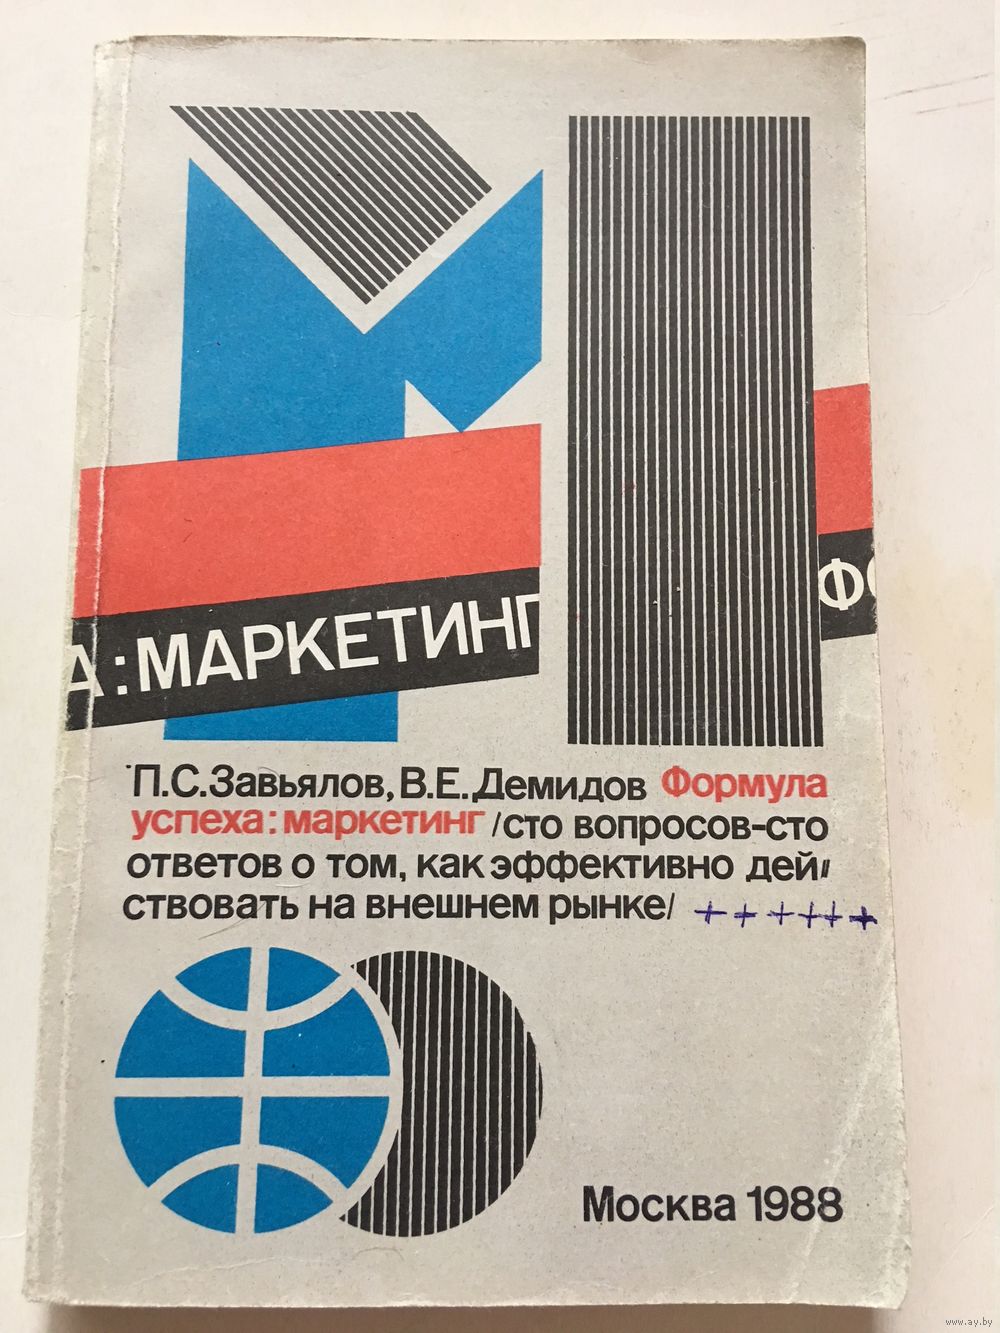 А:МАРКЕТИНГ
ФО
П.С.Завьялов, В.Е.Демидов Формула
успеха: маркетинг /сто вопросов-сто
ответов о том, как эффективно дей
ствовать на внешнем рынке/ ++++++
Москва 1988
www.ay.by